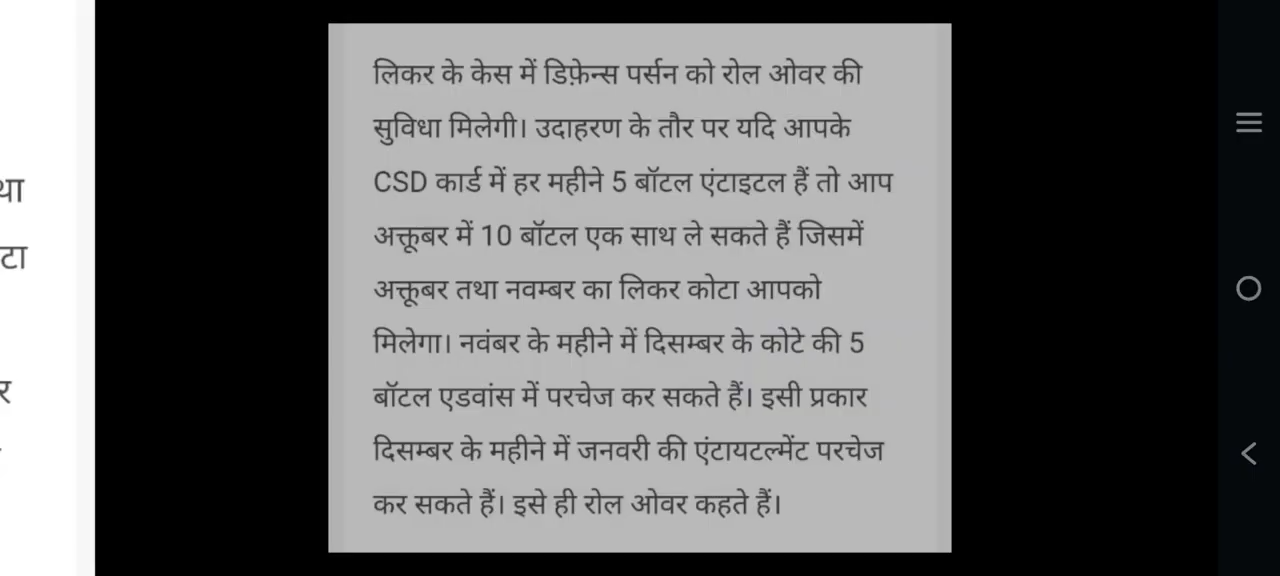 था
टा
र
लिकर के केस में डिफ़ेन्स पर्सन को रोल ओवर की
सुविधा मिलेगी। उदाहरण के तौर पर यदि आपके
CSD कार्ड में हर महीने 5 बॉटल एंटाइटल हैं तो आप
अक्तूबर में 10 बॉटल एक साथ ले सकते हैं जिसमें
अक्तूबर तथा नवम्बर का लिकर कोटा आपको
मिलेगा। नवंबर के महीने में दिसम्बर के कोटे की 5
बॉटल एडवांस में परचेज कर सकते हैं। इसी प्रकार
दिसम्बर के महीने में जनवरी की एंटायटल्मेंट परचेज
कर सकते हैं। इसे ही रोल ओवर कहते हैं।